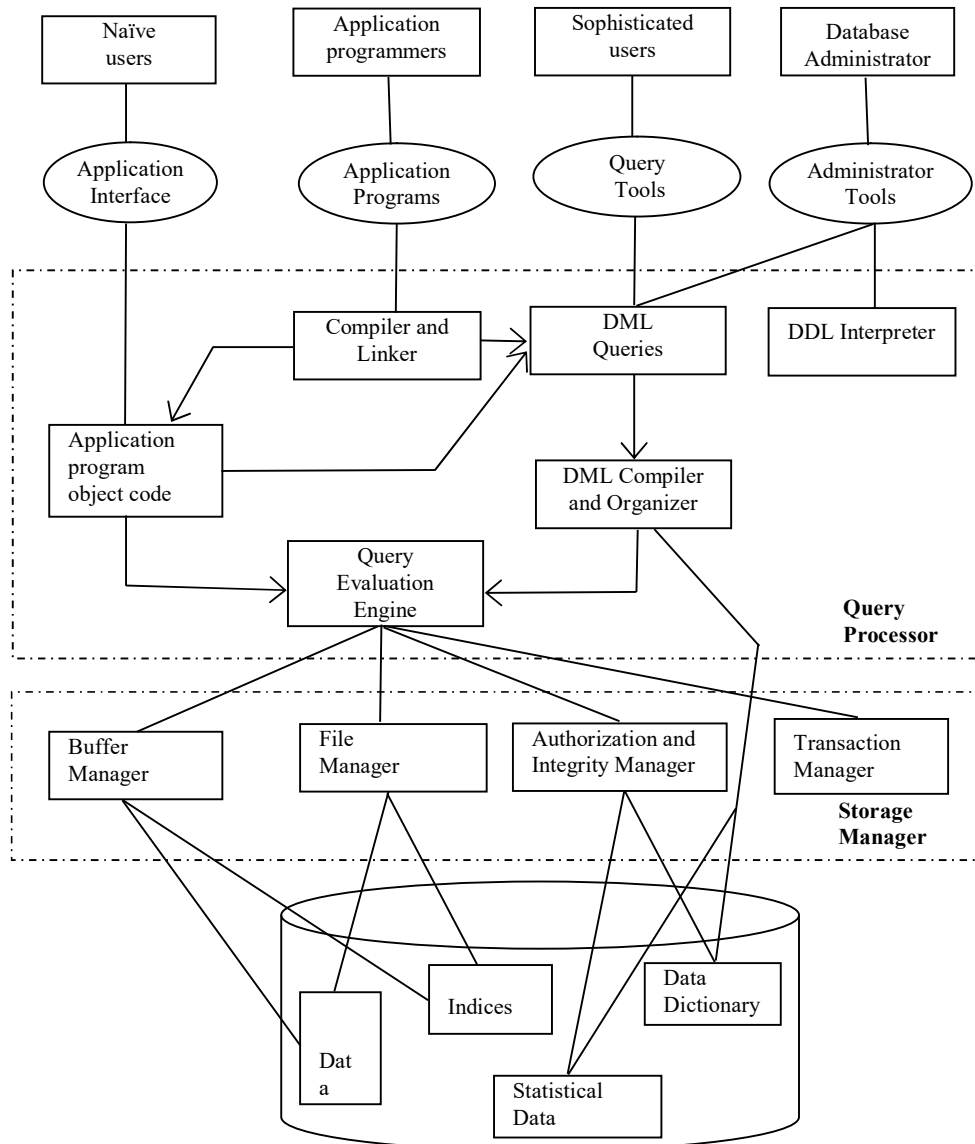 Naïve
users
Application
programmers
Sophisticated
users
Database
Administrator
Application
Interface
Application
Programs
Query
Tools
Administrator
Tools
Compiler and
Linker
DML
Queries
DDL Interpreter
Application
program
object code
DML Compiler
and Organizer
Query
Evaluation
Engine
Query
Processor
Buffer
Manager
File
Manager
Authorization and
Integrity Manager
Transaction
Manager
Storage
Manager
Dat
a
Indices
Data
Dictionary
Statistical
Data